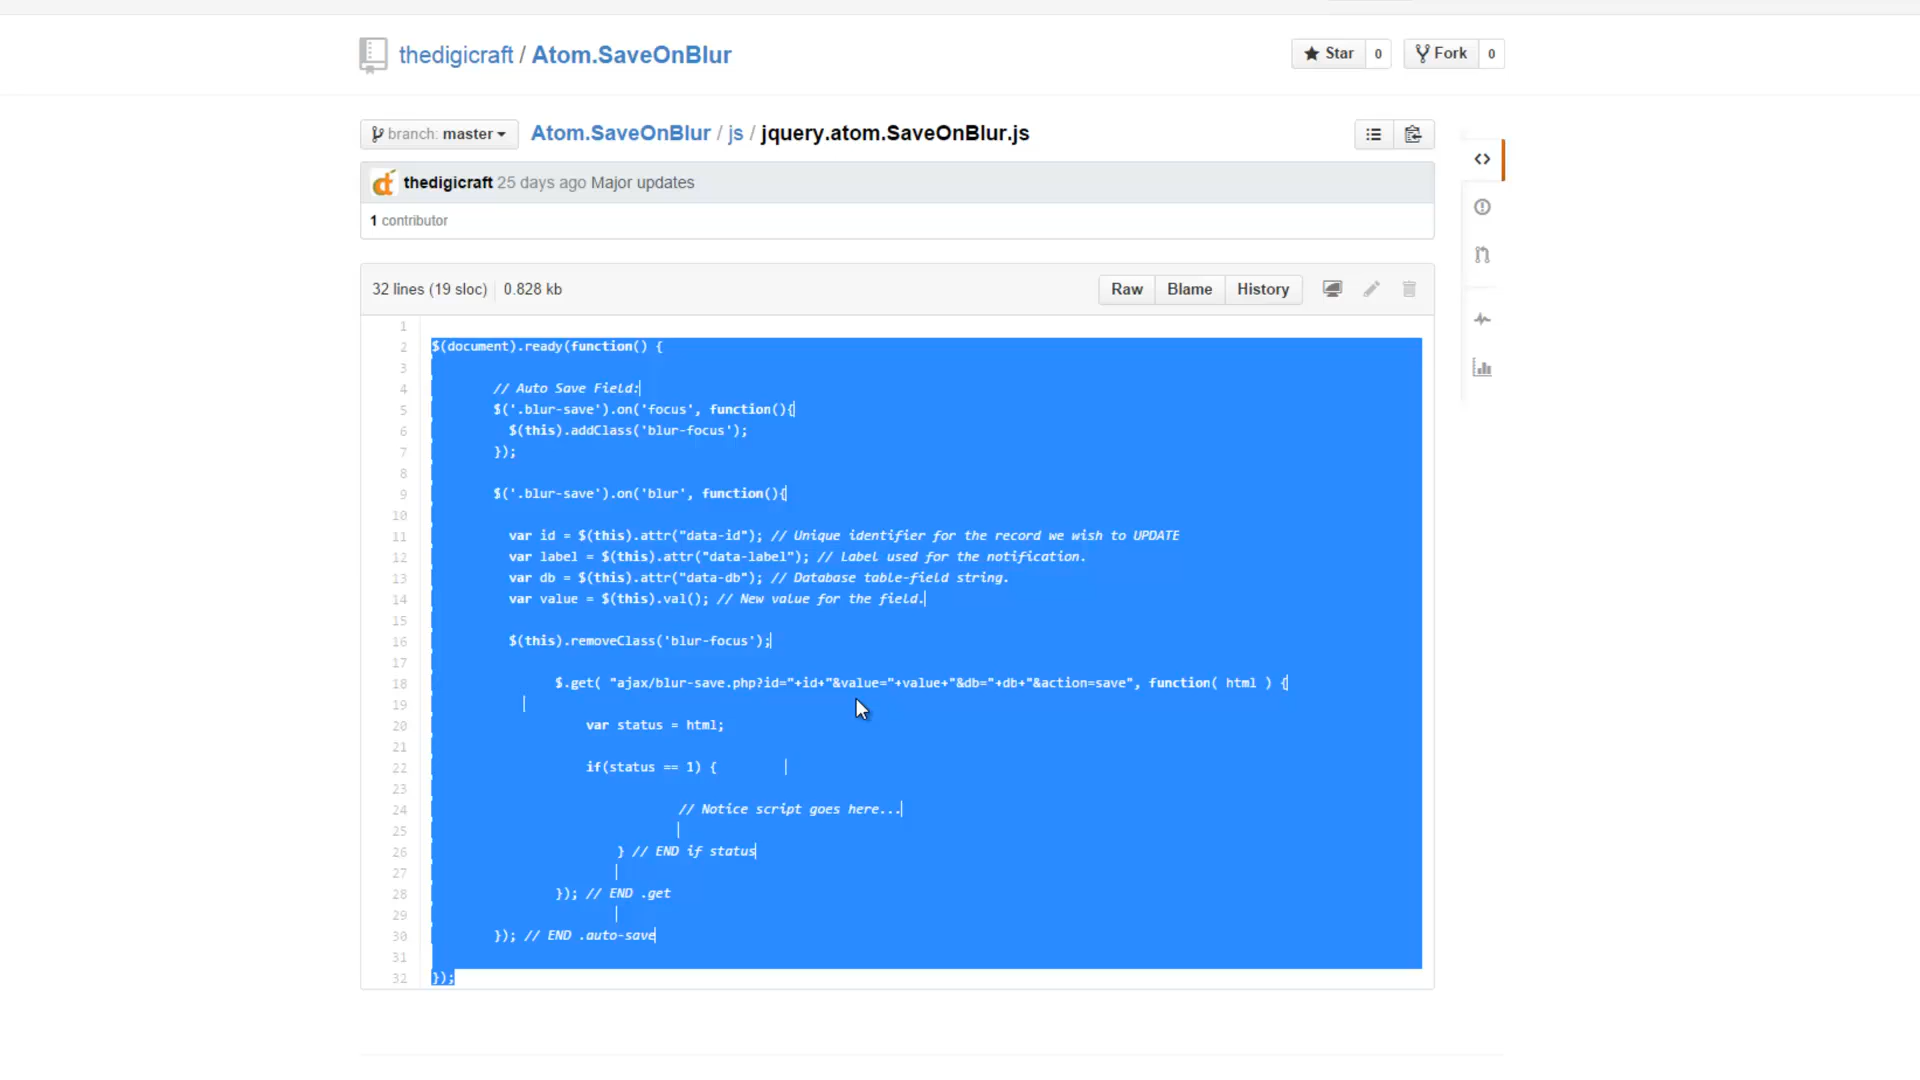 thedigicraft / Atom.SaveOnBlur
Star 0 Fork 0
branch: master Atom.SaveOnBlur / js / jquery.atom.SaveOnBlur.js
thedigicraft 25 days ago Major updates
1 contributor
32 lines (19 sloc) 0.828 kb Raw Blame History
1
2 $(document).ready(function() {
3
4 // Auto Save Field:
5 $('.blur-save').on('focus', function(){
6 $(this).addClass('blur-focus');
7 });
8
9 $('.blur-save').on('blur', function(){
10
11 var id = $(this).attr("data-id"); // Unique identifier for the record we wish to UPDATE
12 var label = $(this).attr("data-label"); // Label used for the notification.
13 var db = $(this).attr("data-db"); // Database table-field string.
14 var value = $(this).val(); // New value for the field.
15
16 $(this).removeClass('blur-focus');
17
18 $.get( "ajax/blur-save.php?id="+id+"&value="+value+"&db="+db+"&action=save", function( html ) {
19
20 var status = html;
21
22 if(status == 1) {
23
24 // Notice script goes here...
25
26 } // END if status
27
28 }); // END .get
29
30 }); // END .auto-save
31
32 });